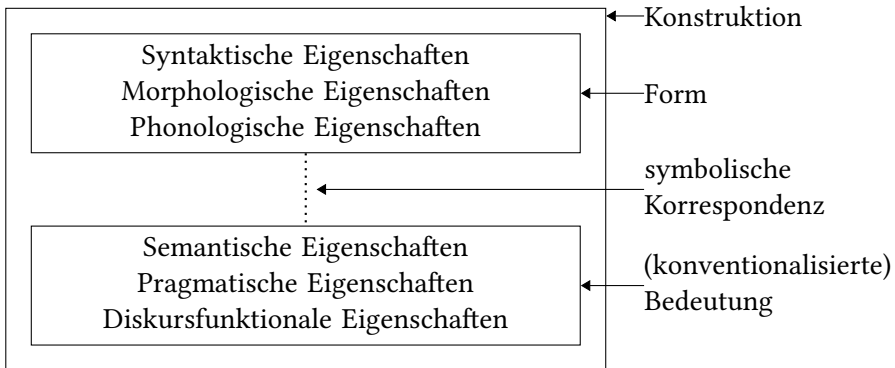 Konstruktion
Syntaktische Eigenschaften
Morphologische Eigenschaften
Phonologische Eigenschaften
Form
symbolische
Korrespondenz
Semantische Eigenschaften
Pragmatische Eigenschaften
Diskursfunktionale Eigenschaften
(konventionalisierte)
Bedeutung